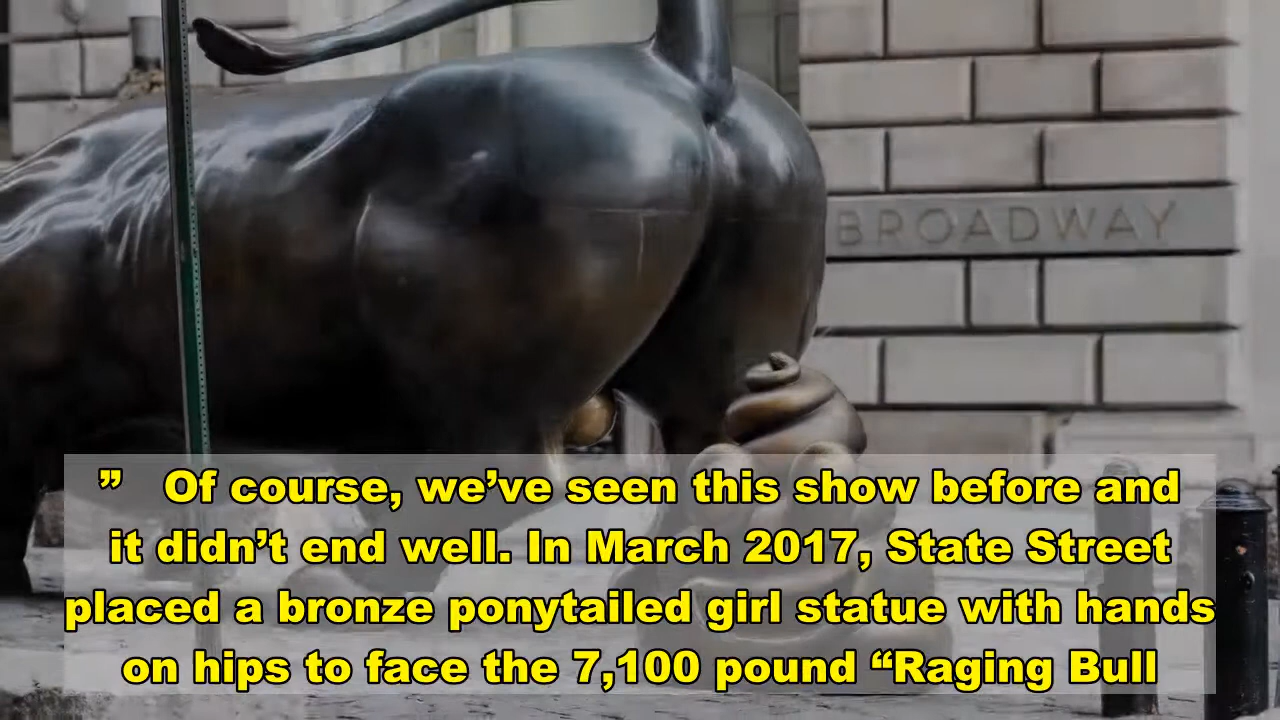 BROADWAY
” Of course, we’ve seen this show before and
it didn’t end well. In March 2017, State Street
placed a bronze ponytailed girl statue with hands
on hips to face the 7,100 pound “Raging Bull